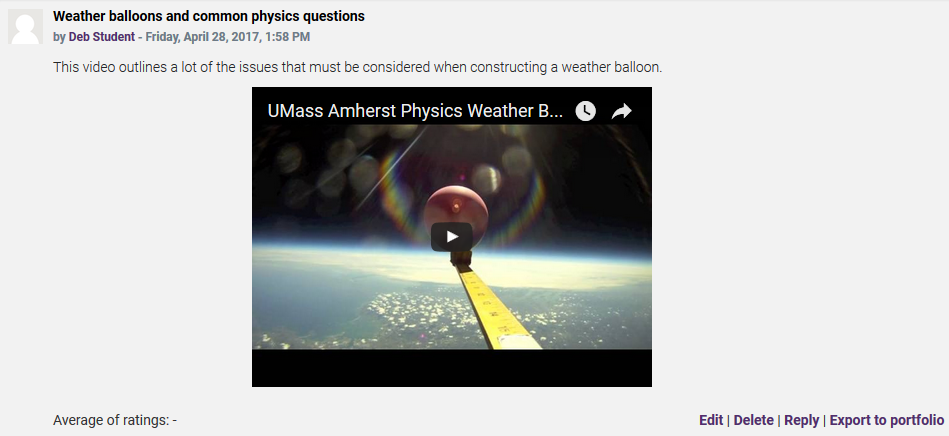 Weather balloons and common physics questions
by Deb Student - Friday, April 28, 2017, 1:58 PM
This video outlines a lot of the issues that must be considered when constructing a weather balloon.
UMass Amherst Physics Weather B...
Average of ratings: -
Edit | Delete | Reply | Export to portfolio